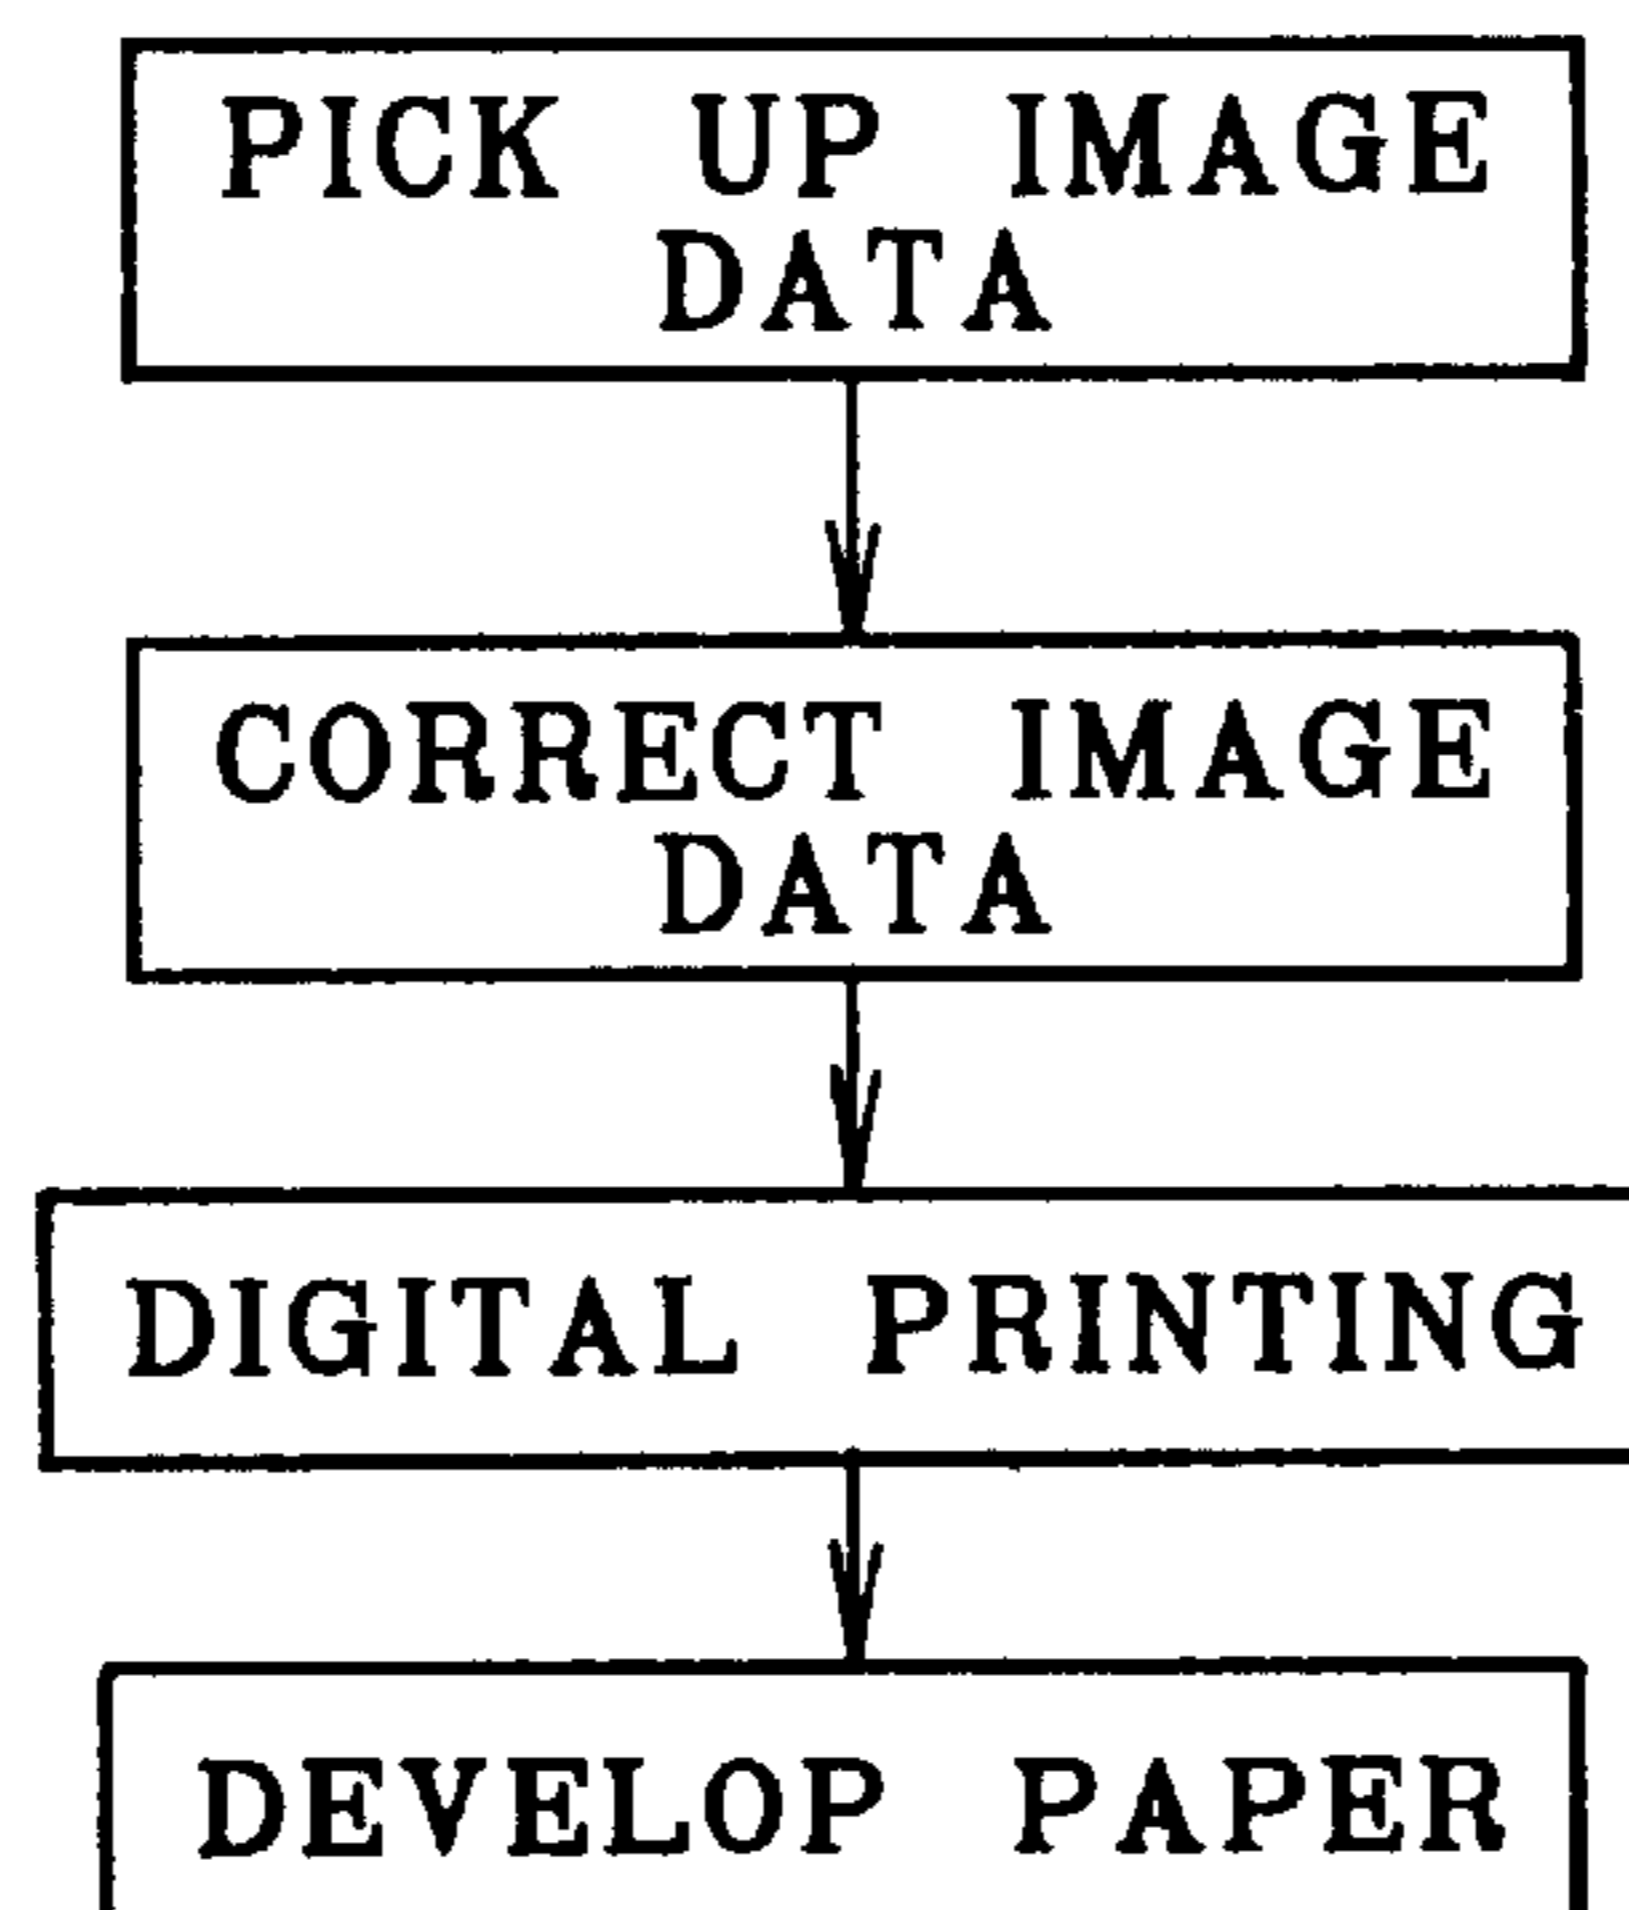 PICK UP IMAGE
DATA
CORRECT IMAGE
DATA
DIGITAL PRINTING
DEVELOP PAPER